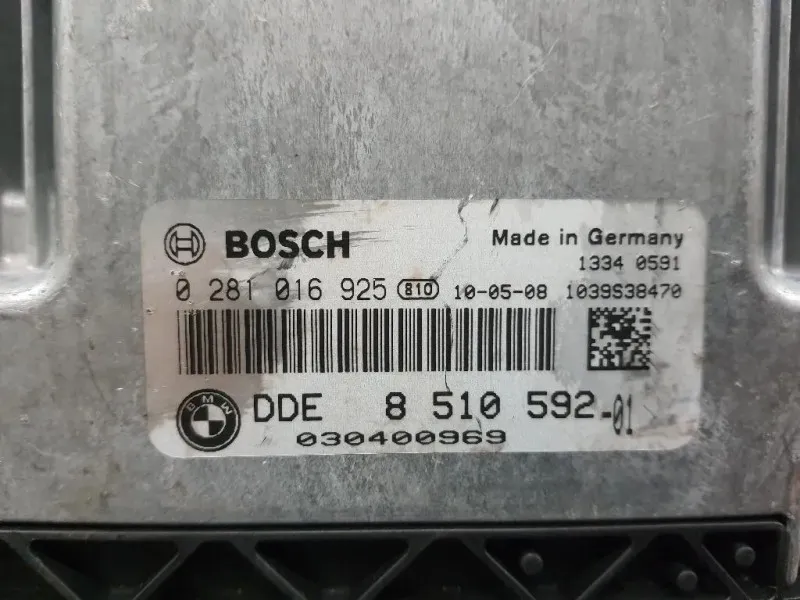 BOSCH Made in Germany
1334 0591
0 281 016 925 810 10-05-08 1039S38470
BMW DDE 8 510 592-01
030400969